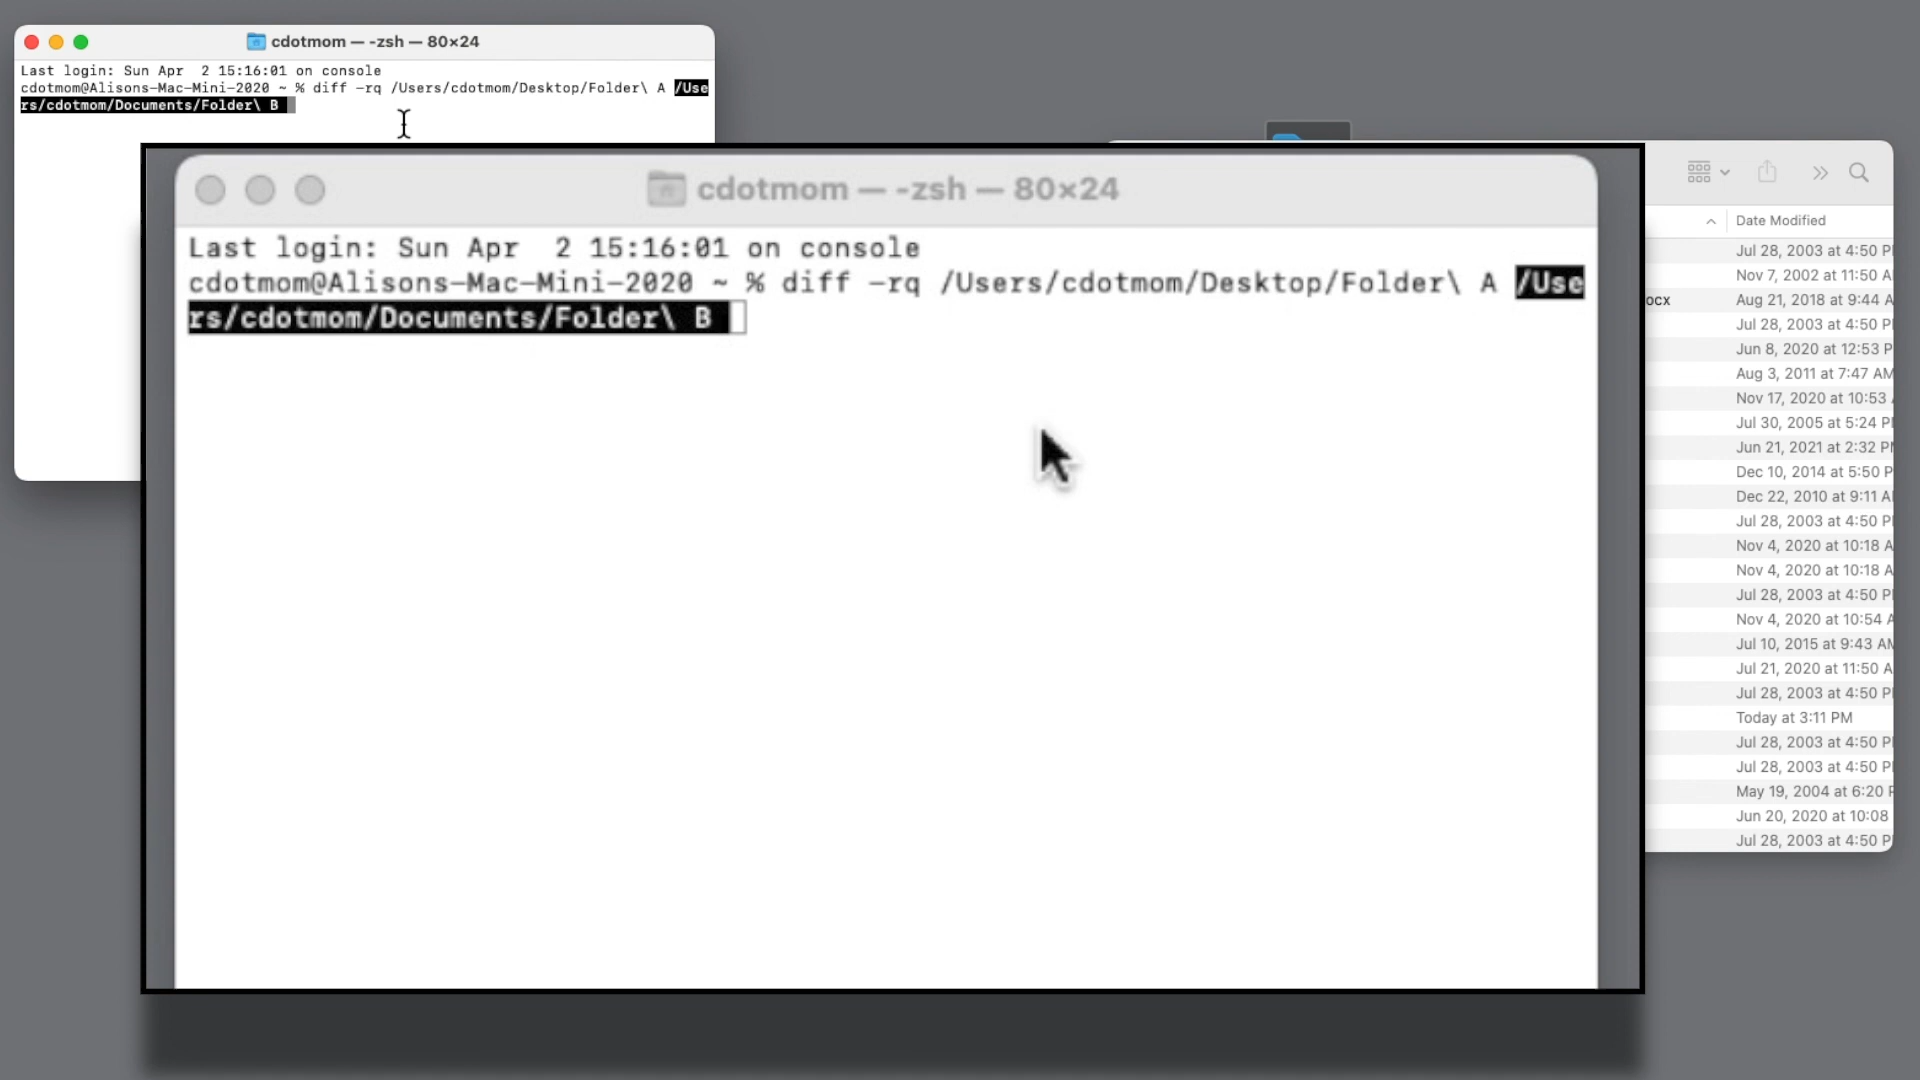 cdotmom — -zsh — 80×24
Last login: Sun Apr  2 15:16:01 on console
cdotmom@Alisons-Mac-Mini-2020 ~ % diff -rq /Users/cdotmom/Desktop/Folder\ A /Use
rs/cdotmom/Documents/Folder\ B
cdotmom — -zsh — 80×24
Last login: Sun Apr  2 15:16:01 on console
cdotmom@Alisons-Mac-Mini-2020 ~ % diff -rq /Users/cdotmom/Desktop/Folder\ A /Use
rs/cdotmom/Documents/Folder\ B
Date Modified
Jul 28, 2003 at 4:50 P
Nov 7, 2002 at 11:50 A
ocx Aug 21, 2018 at 9:44 A
Jul 28, 2003 at 4:50 P
Jun 8, 2020 at 12:53 P
Aug 3, 2011 at 7:47 AM
Nov 17, 2020 at 10:53
Jul 30, 2005 at 5:24 P
Jun 21, 2021 at 2:32 P
Dec 10, 2014 at 5:50 P
Dec 22, 2010 at 9:11 A
Jul 28, 2003 at 4:50 P
Nov 4, 2020 at 10:18 A
Nov 4, 2020 at 10:18 A
Jul 28, 2003 at 4:50 P
Nov 4, 2020 at 10:54 A
Jul 10, 2015 at 9:43 AM
Jul 21, 2020 at 11:50 A
Jul 28, 2003 at 4:50 P
Today at 3:11 PM
Jul 28, 2003 at 4:50 P
Jul 28, 2003 at 4:50 P
May 19, 2004 at 6:20 P
Jun 20, 2020 at 10:08
Jul 28, 2003 at 4:50 P